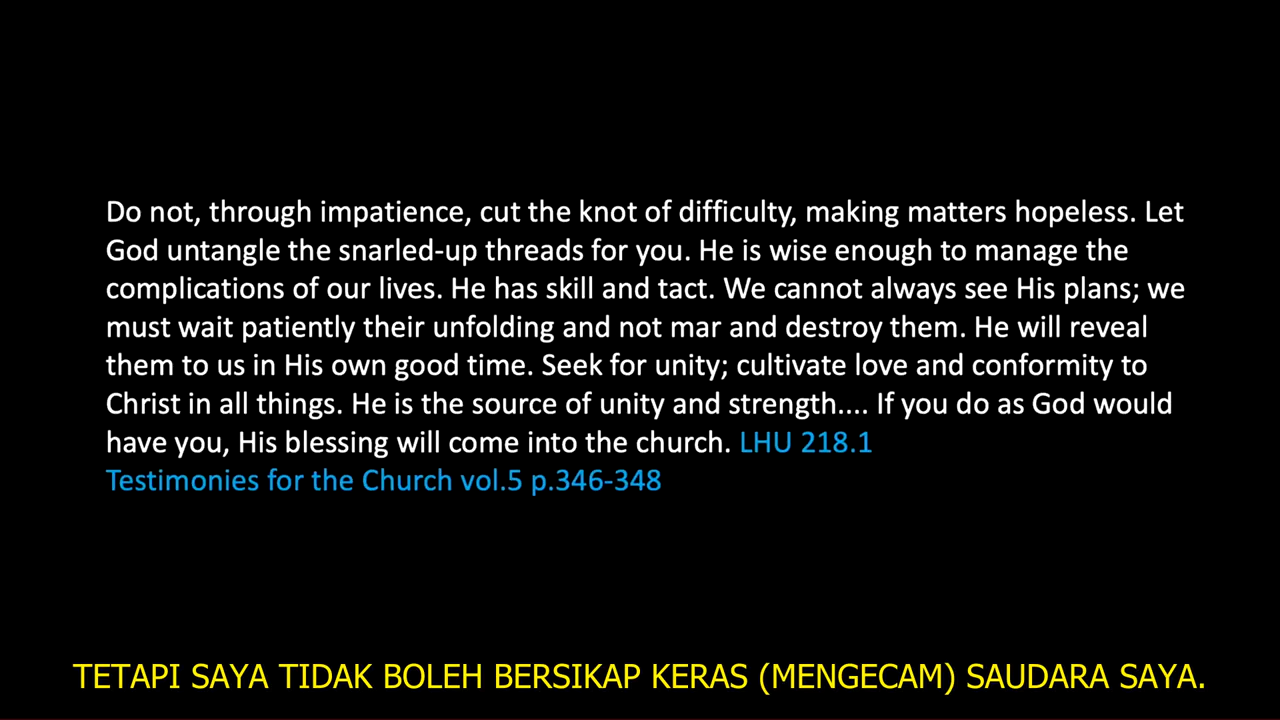 Do not, through impatience, cut the knot of difficulty, making matters hopeless. Let
God untangle the snarled-up threads for you. He is wise enough to manage the
complications of our lives. He has skill and tact. We cannot always see His plans; we
must wait patiently their unfolding and not mar and destroy them. He will reveal
them to us in His own good time. Seek for unity; cultivate love and conformity to
Christ in all things. He is the source of unity and strength.... If you do as God would
have you, His blessing will come into the church. LHU 218.1
Testimonies for the Church vol.5 p.346-348
TETAPI SAYA TIDAK BOLEH BERSIKAP KERAS (MENGECAM) SAUDARA SAYA.